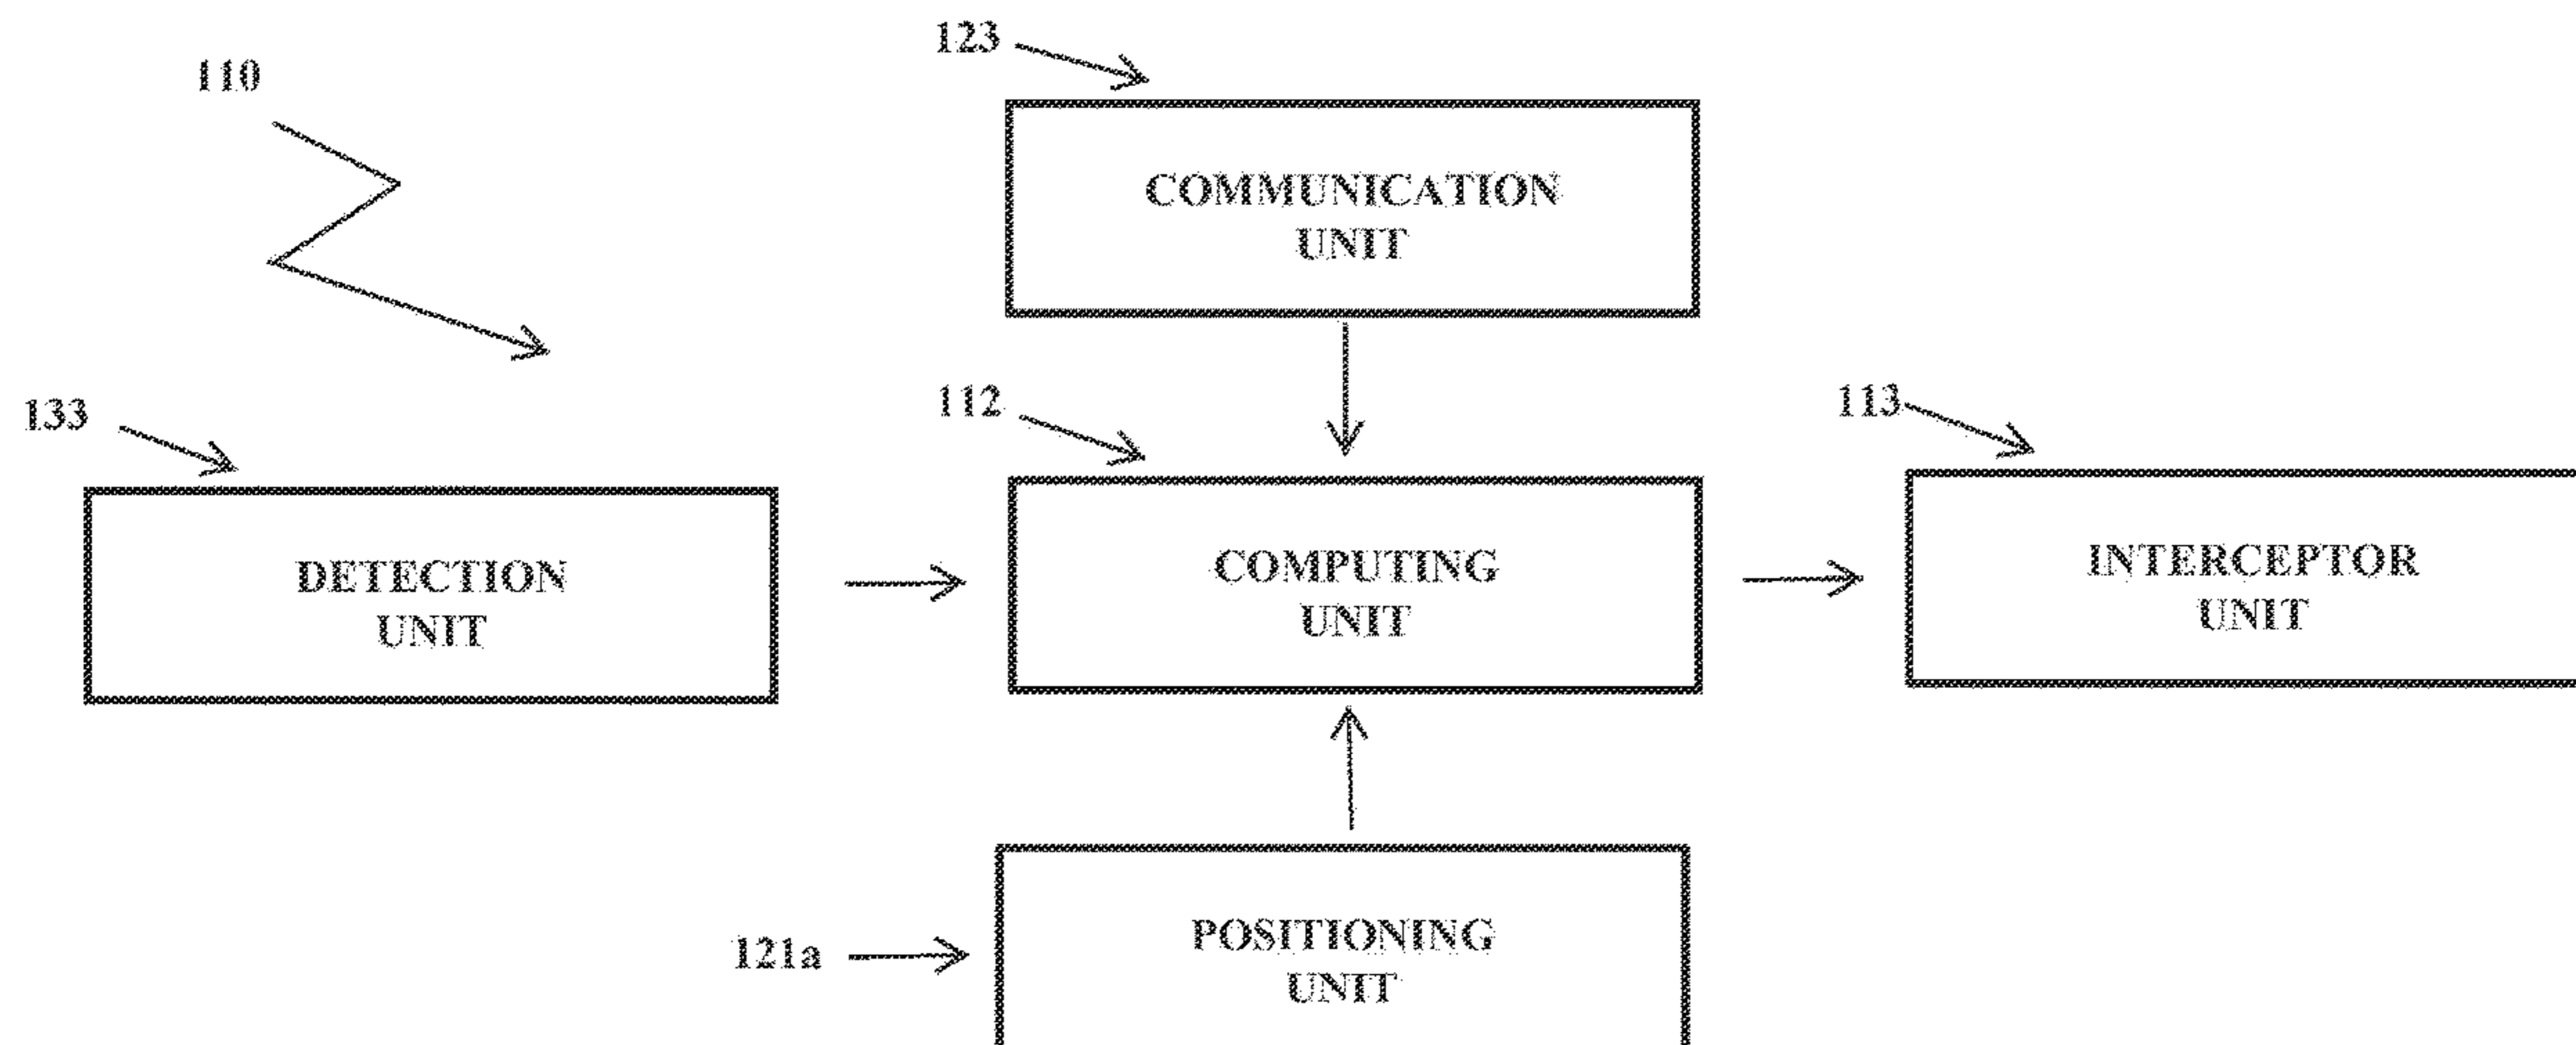 123
110
COMMUNICATION
UNIT
112
113
133
DETECTION
UNIT
COMPUTING
UNIT
INTERCEPTOR
UNIT
121a
POSITIONING
UNIT